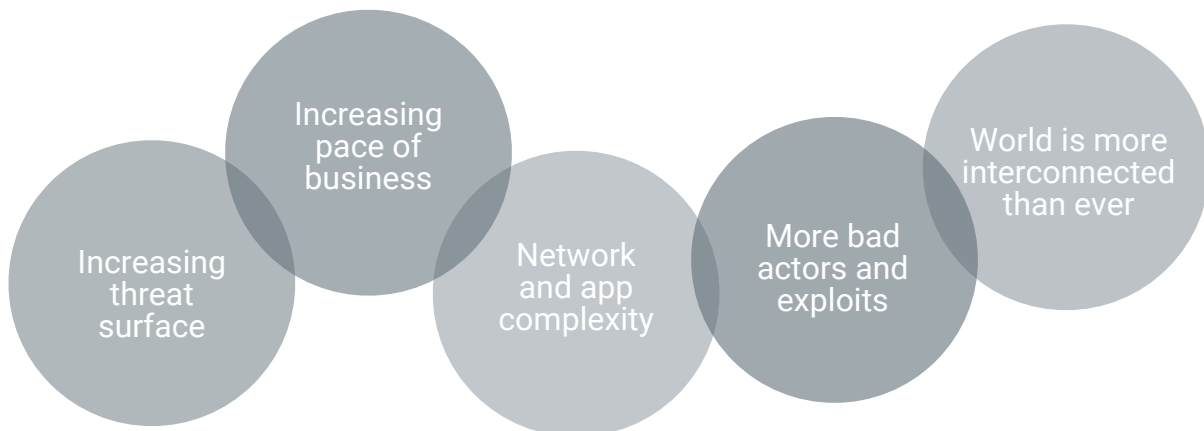 Increasing
threat
surface
Increasing
pace of
business
Network
and app
complexity
More bad
actors and
exploits
World is more
interconnected
than ever